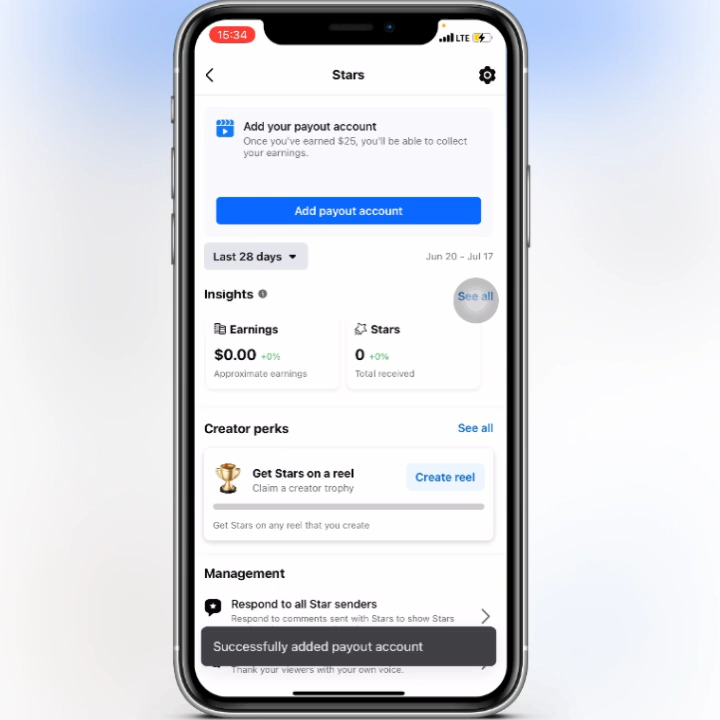 15:34
LTE
Stars
Add your payout account
Once you've earned $25, you'll be able to collect
your earnings.
Add payout account
Last 28 days
Jun 20 - Jul 17
Insights
See all
Earnings
Stars
$0.00 +0%
0 +0%
Approximate earnings
Total received
Creator perks
See all
Get Stars on a reel
Claim a creator trophy
Create reel
Get Stars on any reel that you create
Management
Respond to all Star senders
Respond to comments sent with Stars to show Stars
Successfully added payout account
Thank your viewers with your own voice.